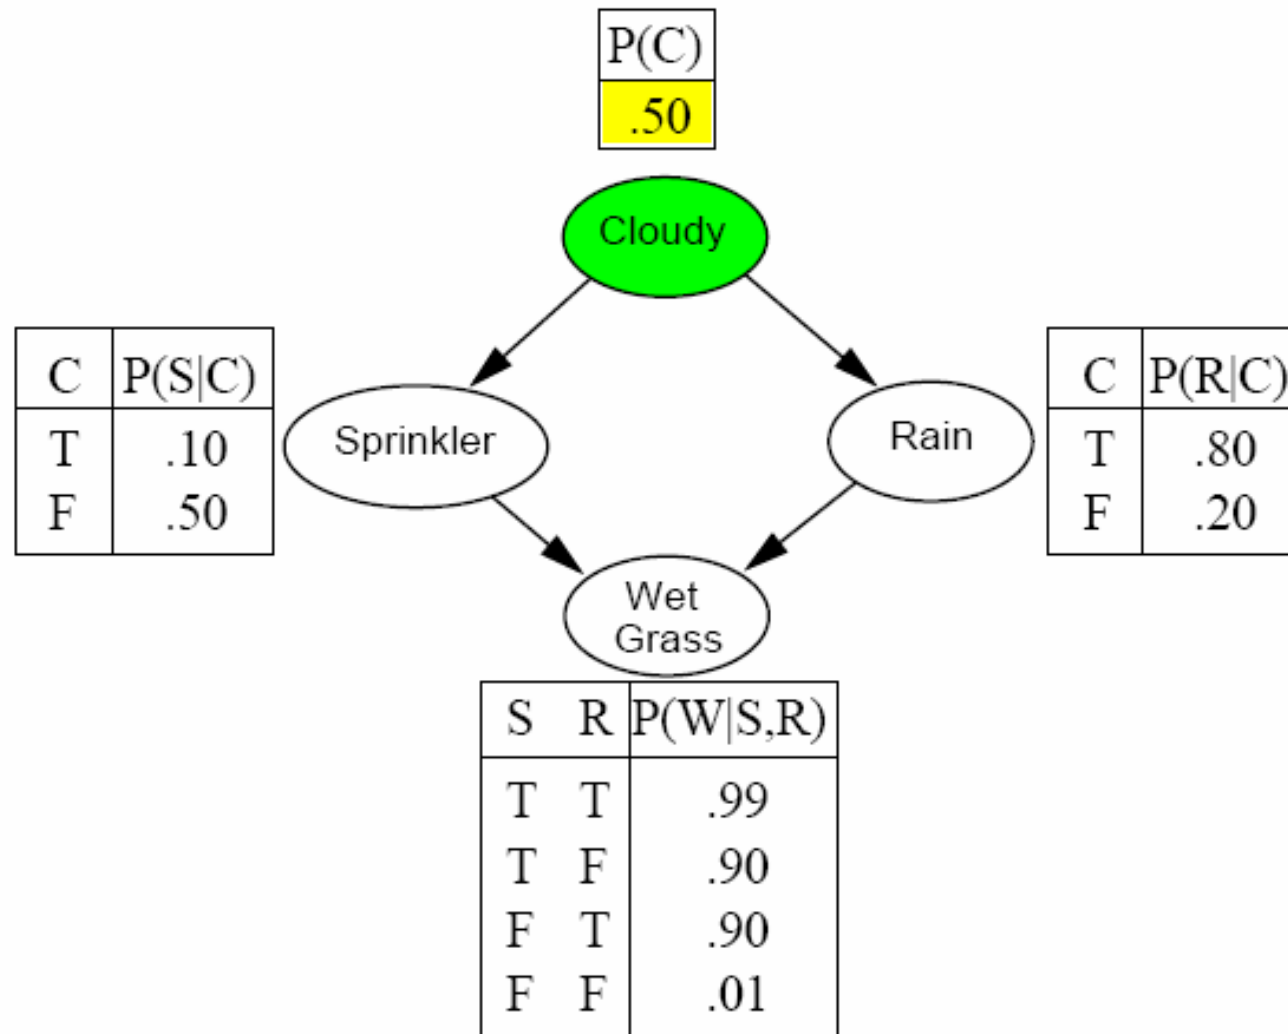 P(C)
.50
Cloudy
C P(S|C)
T .10
F .50
Sprinkler
Rain
C P(R|C)
T .80
F .20
Wet
Grass
S R P(W|S,R)
T T .99
T F .90
F T .90
F F .01